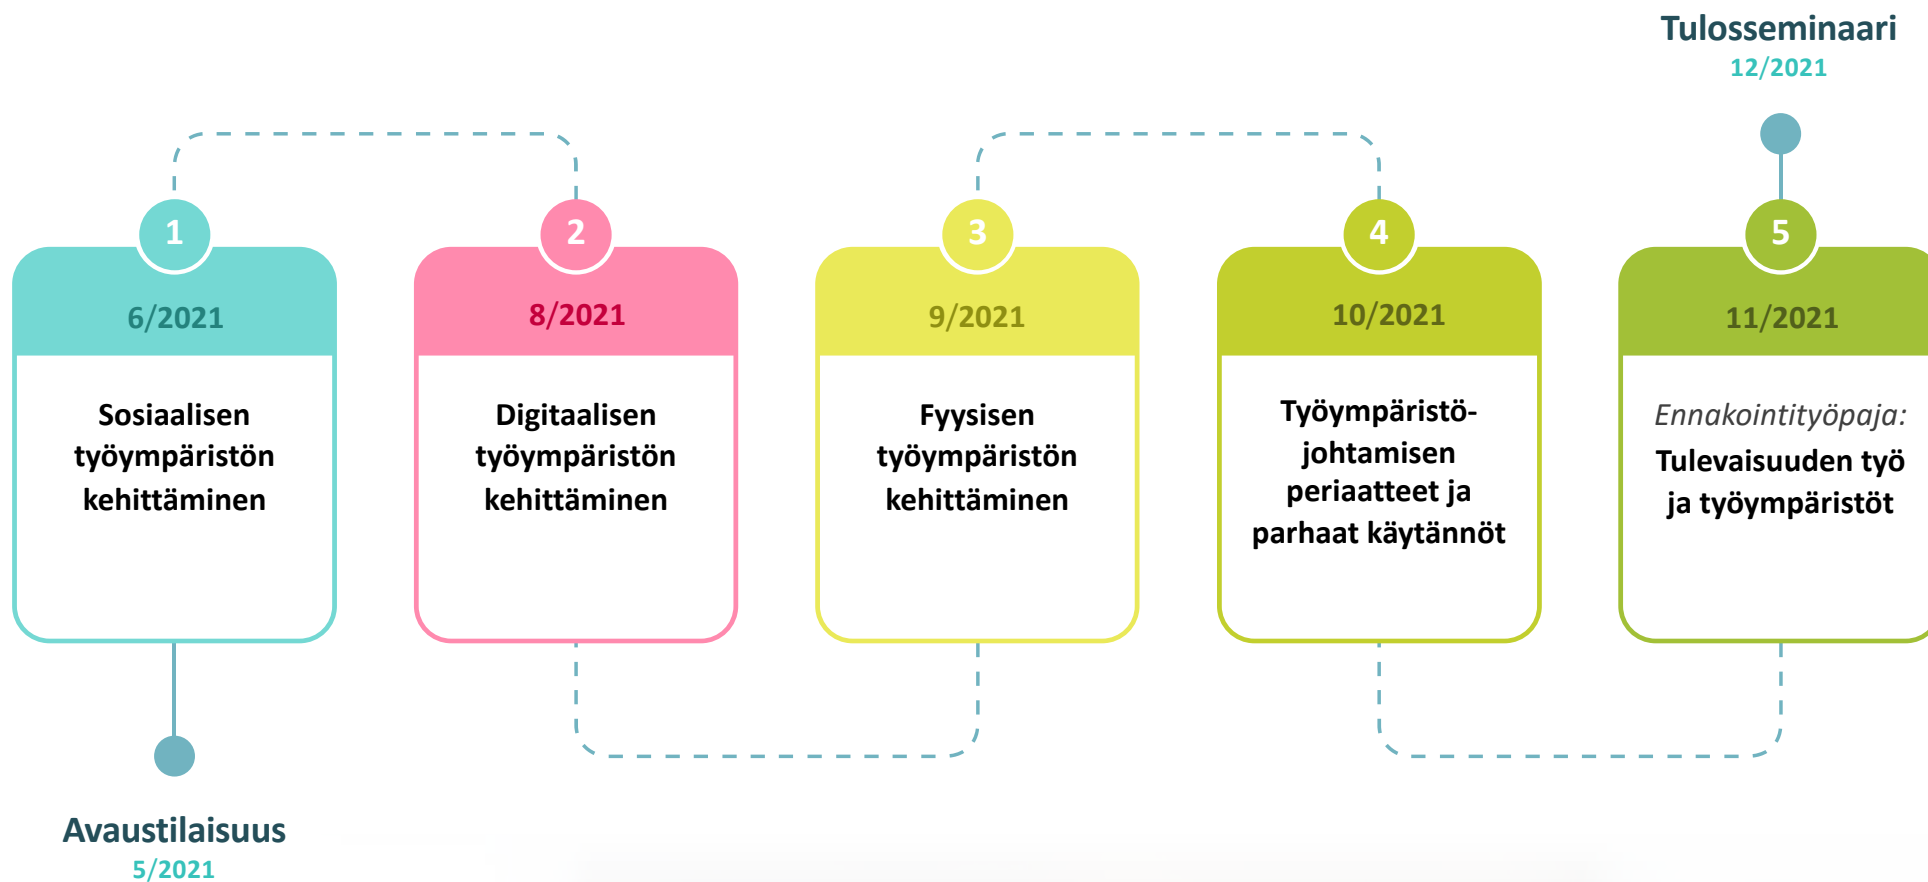 Tulosseminaari
12/2021
1
6/2021
Sosiaalisen
työympäristön
kehittäminen
2
8/2021
Digitaalisen
työympäristön
kehittäminen
3
9/2021
Fyysisen
työympäristön
kehittäminen
4
10/2021
Työympäristö-
johtamisen
periaatteet ja
parhaat käytännöt
5
11/2021
Ennakointityöpaja:
Tulevaisuuden työ
ja työympäristöt
Avaustilaisuus
5/2021